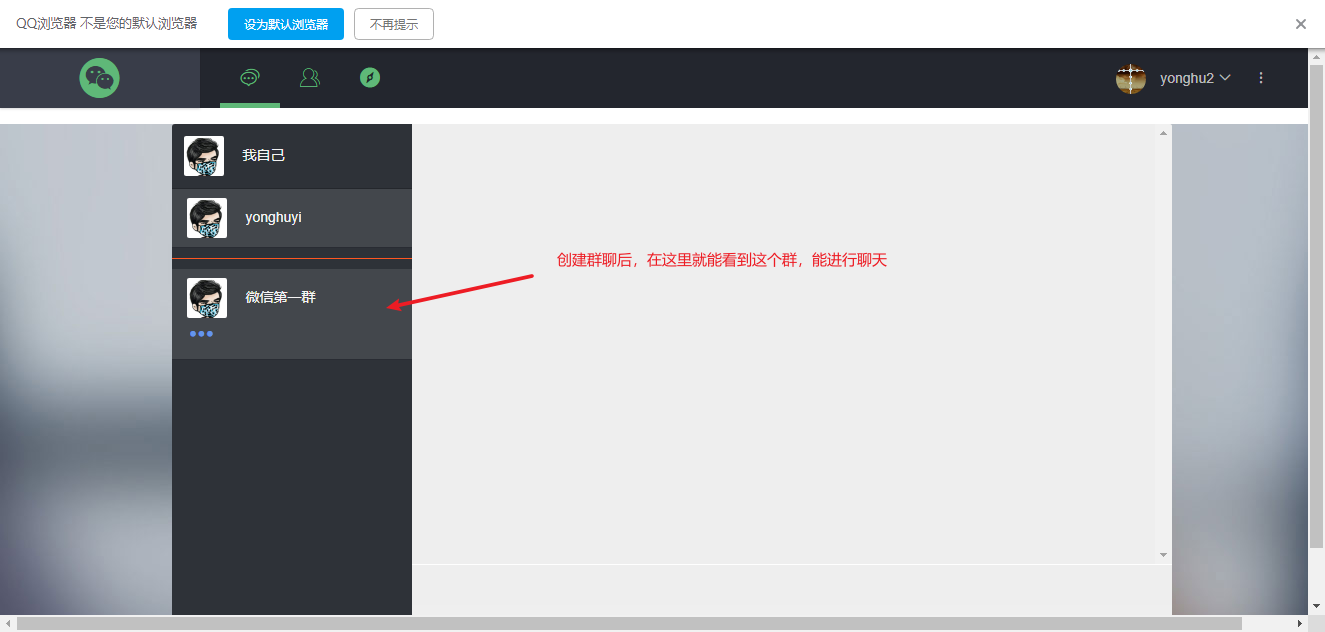 QQ浏览器 不是您的默认浏览器
设为默认浏览器
不再提示
yonghu2
我自己
yonghuyi
创建群聊后，在这里就能看到这个群，能进行聊天
微信第一群